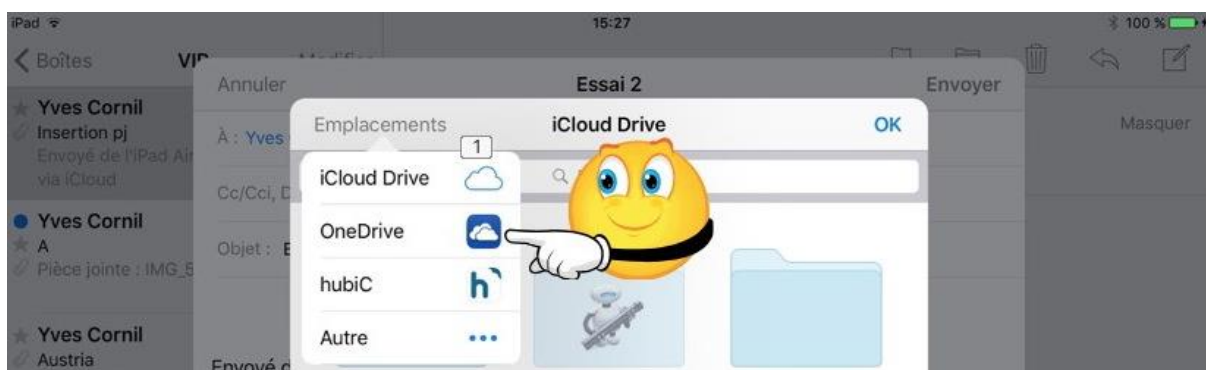 iPad 15:27 100 %
Boîtes VIP
Annuler Essai 2 Envoyer
Yves Cornil
Insertion pj
Envoyé de l'iPad Air
via iCloud
À : Yves
Masquer
Emplacements iCloud Drive OK
1
iCloud Drive
OneDrive
hubiC
h
Autre
Cc/Cci, D
Objet : E
Yves Cornil
A
Pièce jointe : IMG_5
Yves Cornil
Austria
Envoyé d